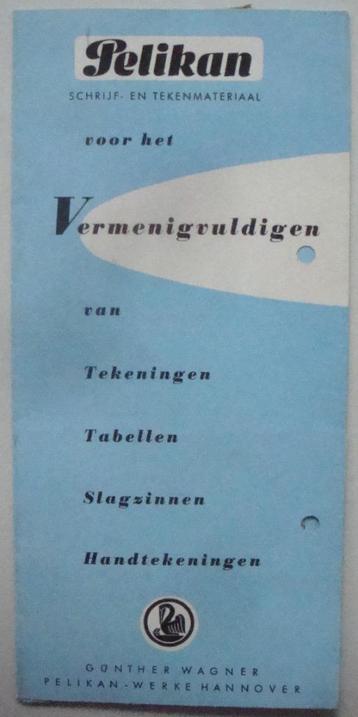 Pelikan
SCHRIJF- EN TEKENMATERIAAL
voor het
Vermenigvuldigen
van
Tekeningen
Tabellen
Slagzinnen
Handtekeningen
GÜNTHER WAGNER
PELIKAN-WERKE HANNOVER